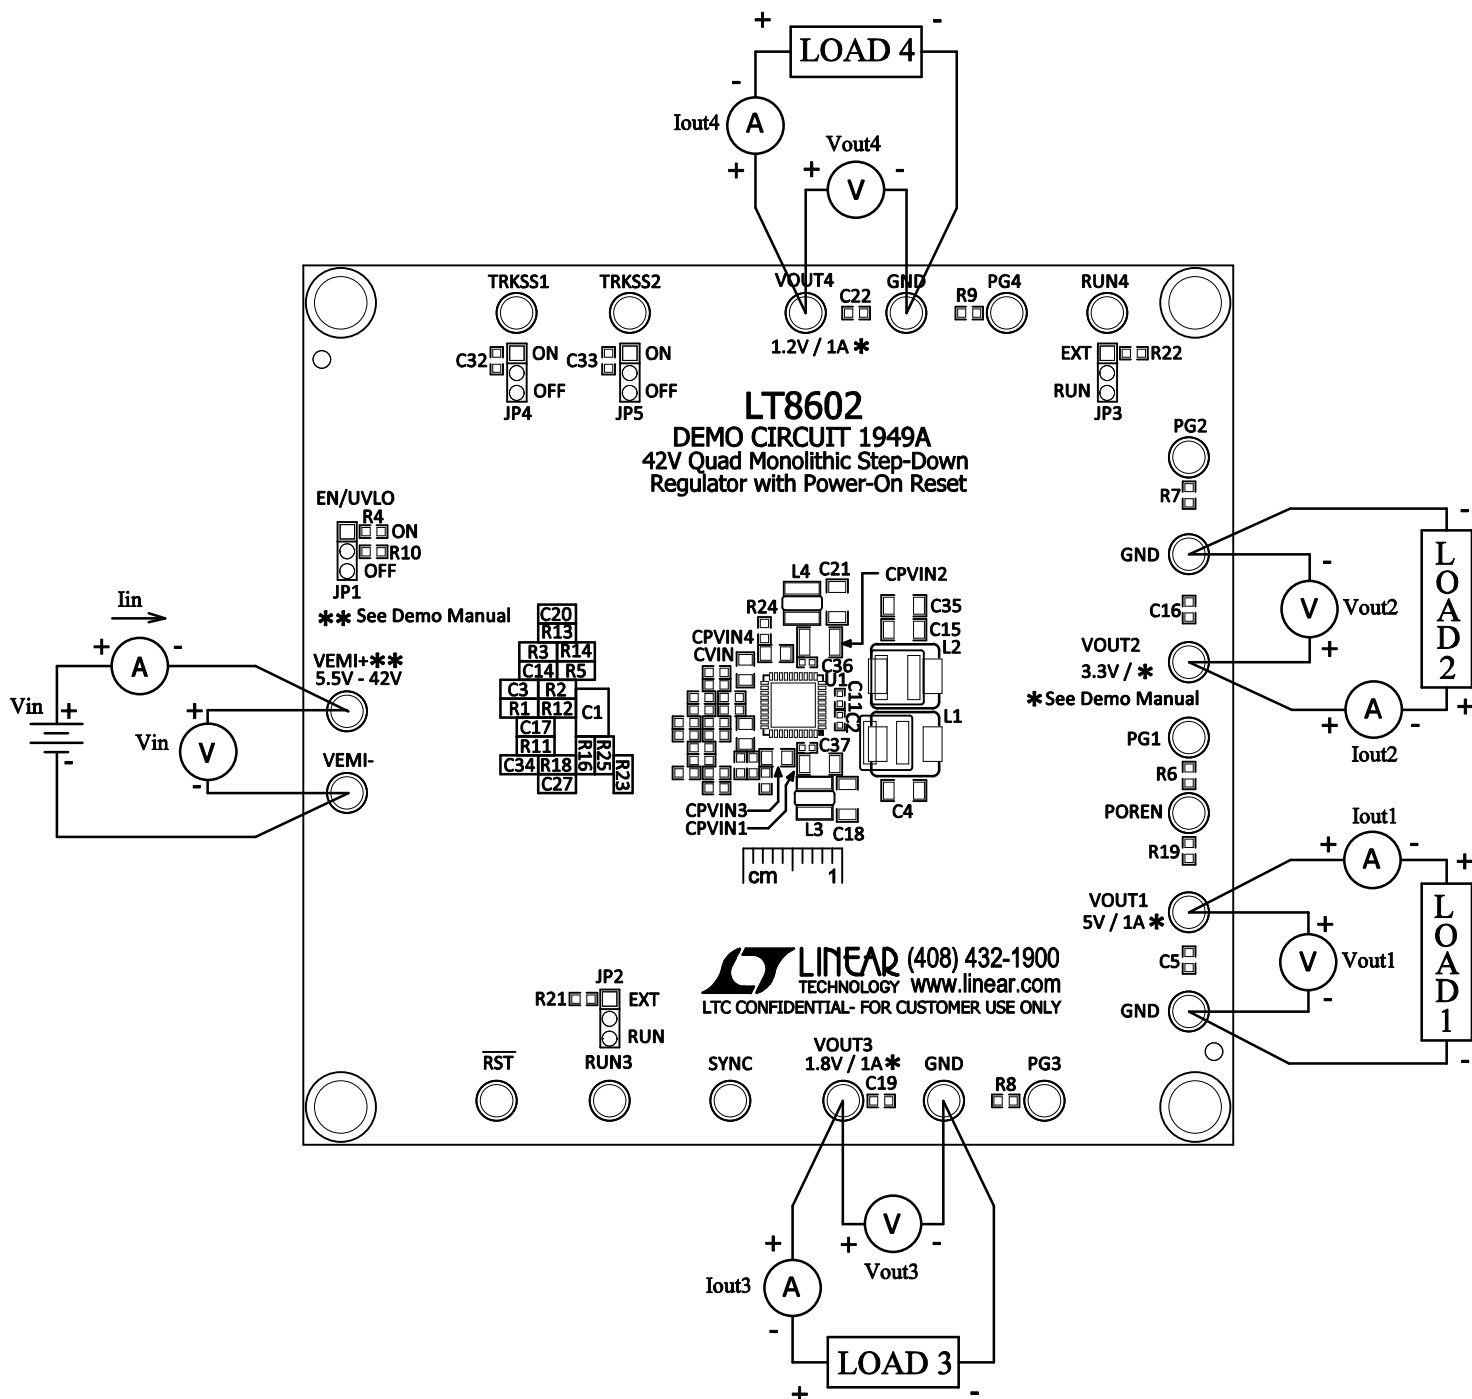 + LOAD 4 -
-
Iout4 A
+
Vout4
+ V -
TRKSS1 TRKSS2 VOUT4 GND PG4 RUN4
C22 R9
1.2V / 1A *
C32 ON OFF JP4
C33 ON OFF JP5
EXT R22 RUN JP3
LT8602
DEMO CIRCUIT 1949A
42V Quad Monolithic Step-Down
Regulator with Power-On Reset
PG2
R7
GND
C16
VOUT2
3.3V / *
* See Demo Manual
- LOAD 2 +
- V Vout2 +
+ A +
-
Iout2
EN/UVLO
R4 ON
R10
OFF
JP1
** See Demo Manual
VEMI+**
5.5V - 42V
VEMI-
Iin
+ A -
Vin + -
Vin + V -
C20
R13
R3 R14
C14 R5
C3 R2
R1 R12 C1
C17
R11
C34 R18 R16 R25 R23
C27
L4 C21 CPVIN2
R24 C35
CPVIN4 C15
CVIN L2
C36
U1
C11
C2
L1
C37
C4
CPVIN3
CPVIN1
L3 C18
cm 1
PG1
R6
POREN
R19
VOUT1
5V / 1A *
C5
GND
Iout1
+ A - +
LOAD 1
+ V Vout1 -
-
LINEAR (408) 432-1900
TECHNOLOGY www.linear.com
LTC CONFIDENTIAL- FOR CUSTOMER USE ONLY
JP2
R21 EXT
RUN
RST RUN3 SYNC
VOUT3
1.8V / 1A *
C19
GND R8 PG3
+ V -
Vout3
+
Iout3 A
-
LOAD 3
+ -